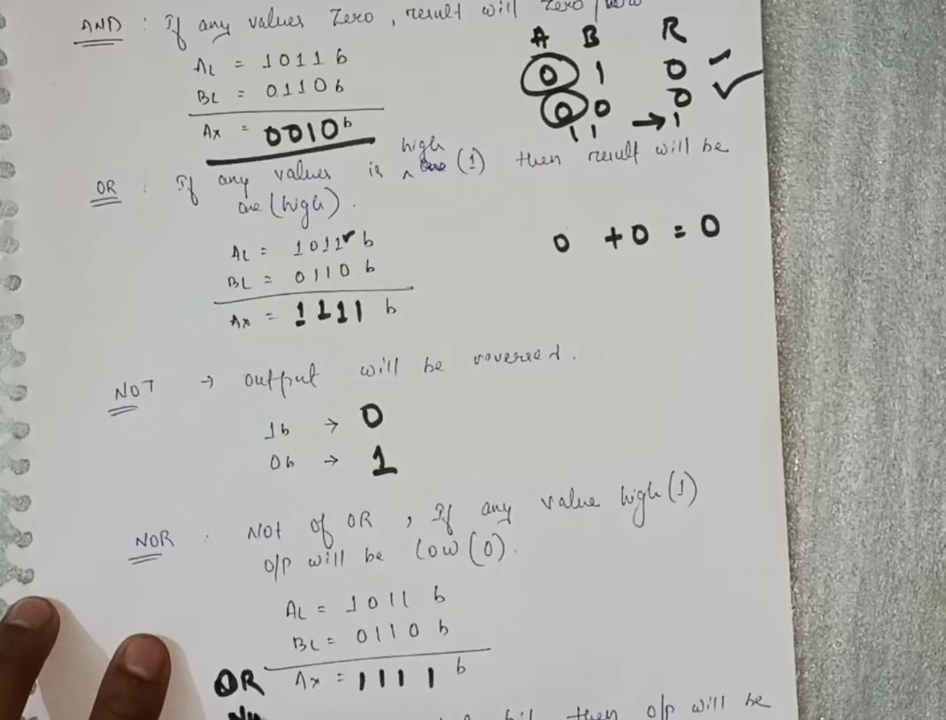 AND : If any values Zero, result will Zero/low
A B R
AL = 1011 b
0 1 0
BL = 0110 b
0 0 0
Ax = 0010 b
1 1 → 1
OR : If any values is high (1) then result will be
one (high).
AL = 1011 b
0 + 0 = 0
BL = 0110 b
Ax = 1111 b
NOT → output will be
1b → 0
0b → 1
NOR : Not of OR , If any value high (1)
o/p will be low (0).
AL = 1011 b
BL = 0110 b
OR Ax = 1111 b
then o/p will be